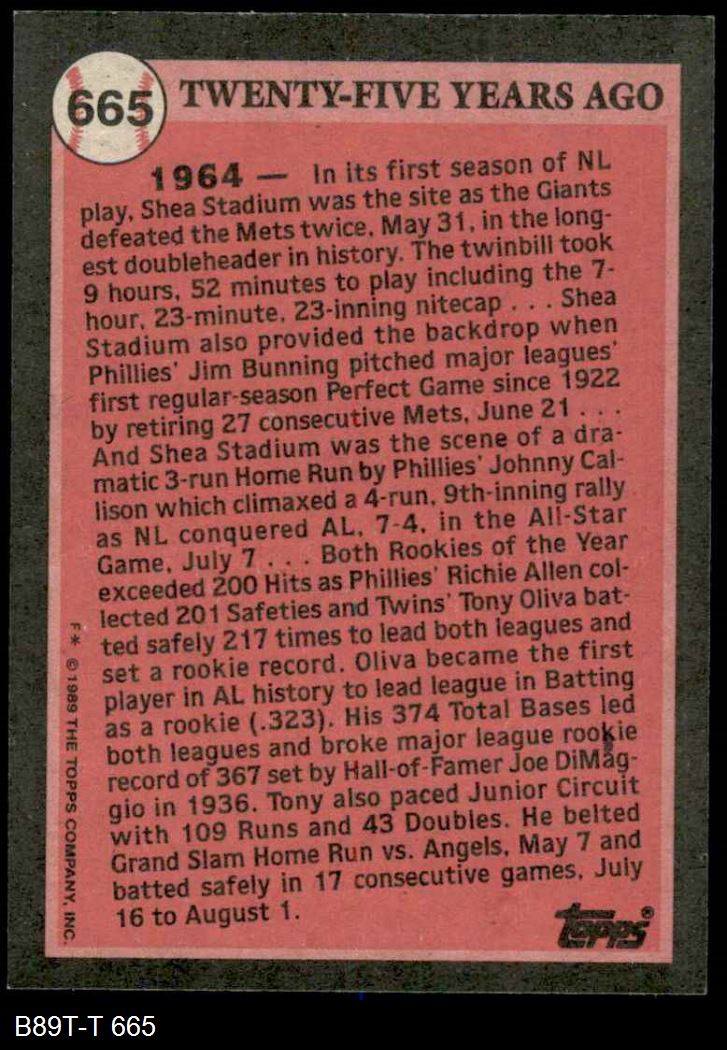 665
TWENTY-FIVE YEARS AGO
1964 — In its first season of NL
play, Shea Stadium was the site as the Giants
defeated the Mets twice, May 31, in the long-
est doubleheader in history. The twinbill took
9 hours, 52 minutes to play including the 7-
hour, 23-minute, 23-inning nitecap . . . Shea
Stadium also provided the backdrop when
Phillies' Jim Bunning pitched major leagues'
first regular-season Perfect Game since 1922
by retiring 27 consecutive Mets, June 21 . . .
And Shea Stadium was the scene of a dra-
matic 3-run Home Run by Phillies' Johnny Cal-
lison which climaxed a 4-run, 9th-inning rally
as NL conquered AL, 7-4, in the All-Star
Game, July 7 . . . Both Rookies of the Year
exceeded 200 Hits as Phillies' Richie Allen col-
lected 201 Safeties and Twins' Tony Oliva bat-
ted safely 217 times to lead both leagues and
set a rookie record. Oliva became the first
player in AL history to lead league in Batting
as a rookie (.323). His 374 Total Bases led
both leagues and broke major league rookie
record of 367 set by Hall-of-Famer Joe DiMag-
gio in 1936. Tony also paced Junior Circuit
with 109 Runs and 43 Doubles. He belted
Grand Slam Home Run vs. Angels, May 7 and
batted safely in 17 consecutive games, July
16 to August 1.
topps®
F* © 1989 THE TOPPS COMPANY, INC.
B89T-T 665